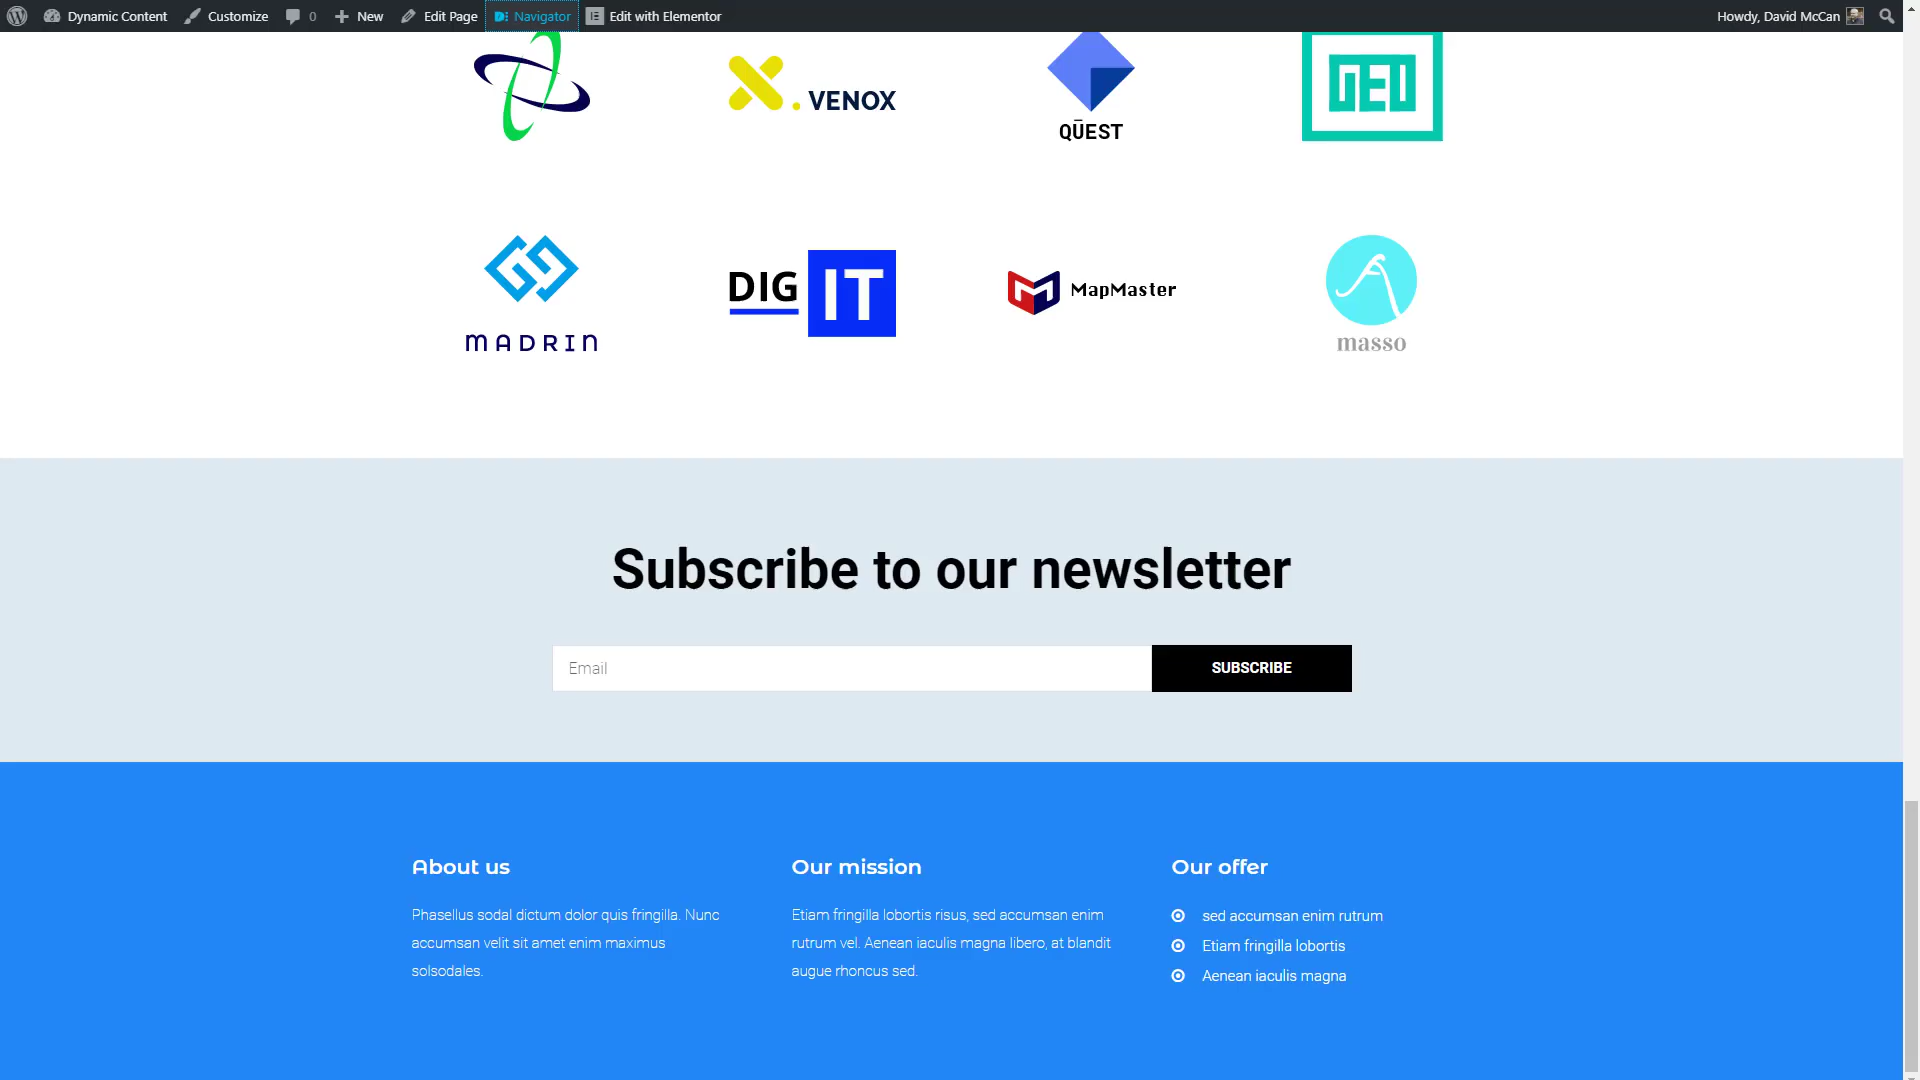 Dynamic Content Customize 0 New Edit Page Navigator Edit with Elementor Howdy, David McCan
VENOX
QŪEST
GEO
MADRIN
DIG IT
MapMaster
masso
Subscribe to our newsletter
Email
SUBSCRIBE
About us
Phasellus sodal dictum dolor quis fringilla. Nunc
accumsan velit sit amet enim maximus
solsodales.
Our mission
Etiam fringilla lobortis risus, sed accumsan enim
rutrum vel. Aenean iaculis magna libero, at blandit
augue rhoncus sed.
Our offer
sed accumsan enim rutrum
Etiam fringilla lobortis
Aenean iaculis magna